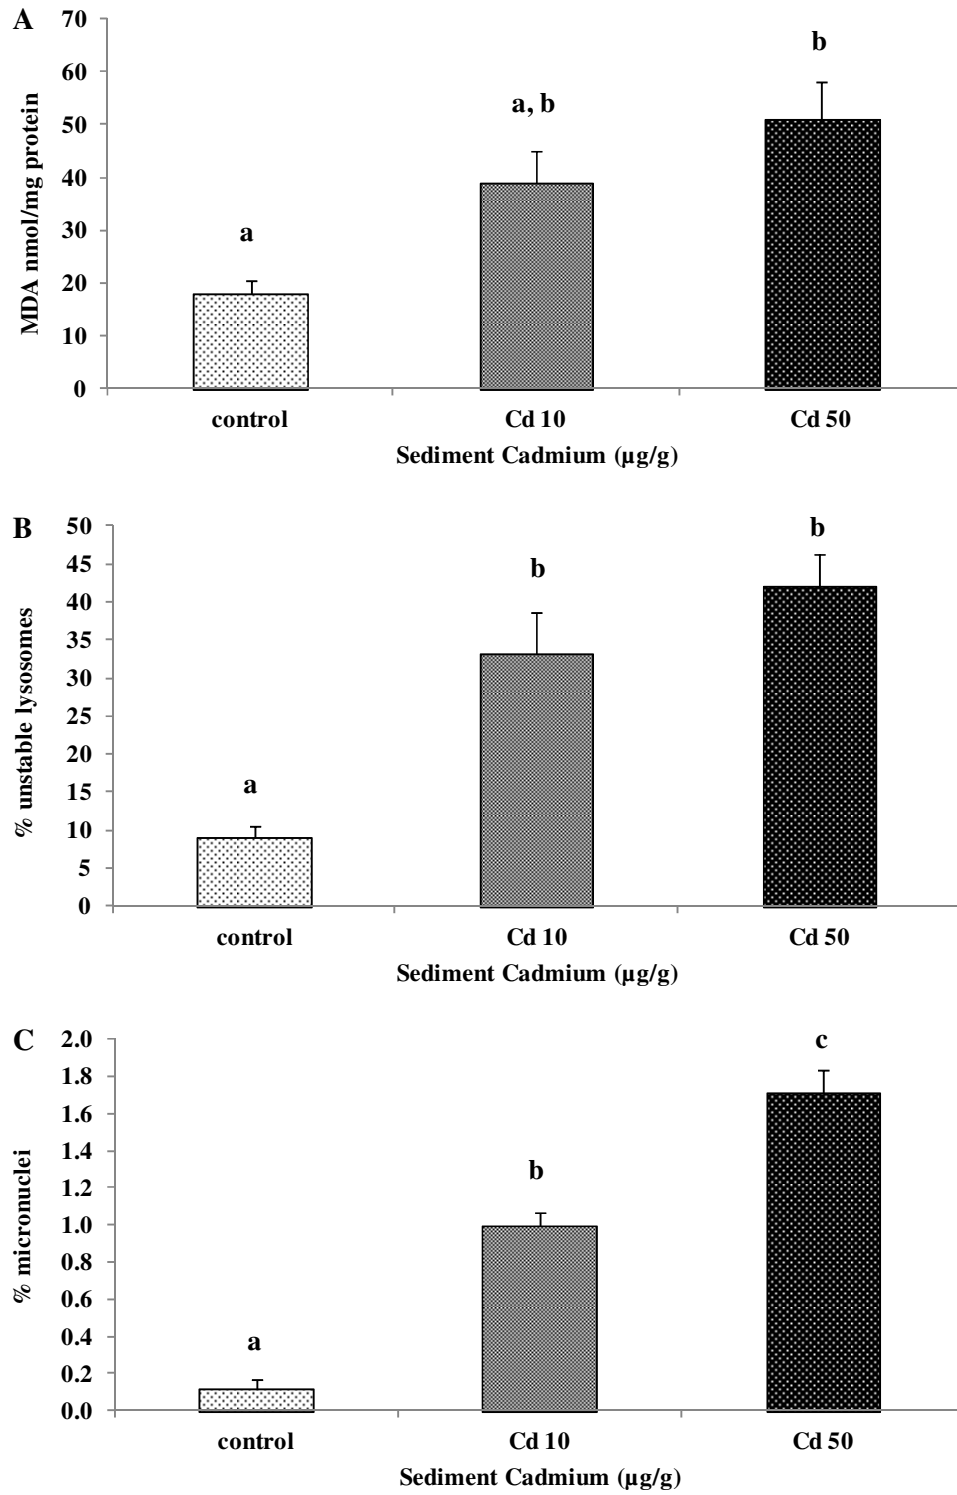 A
70
60
50
40
30
20
10
0
MDA nmol/mg protein
a
a, b
b
control Cd 10 Cd 50
Sediment Cadmium (µg/g)
B
50
45
40
35
30
25
20
15
10
5
0
% unstable lysosomes
a
b
b
control Cd 10 Cd 50
Sediment Cadmium (µg/g)
C
2.0
1.8
1.6
1.4
1.2
1.0
0.8
0.6
0.4
0.2
0.0
% micronuclei
a
b
c
control Cd 10 Cd 50
Sediment Cadmium (µg/g)